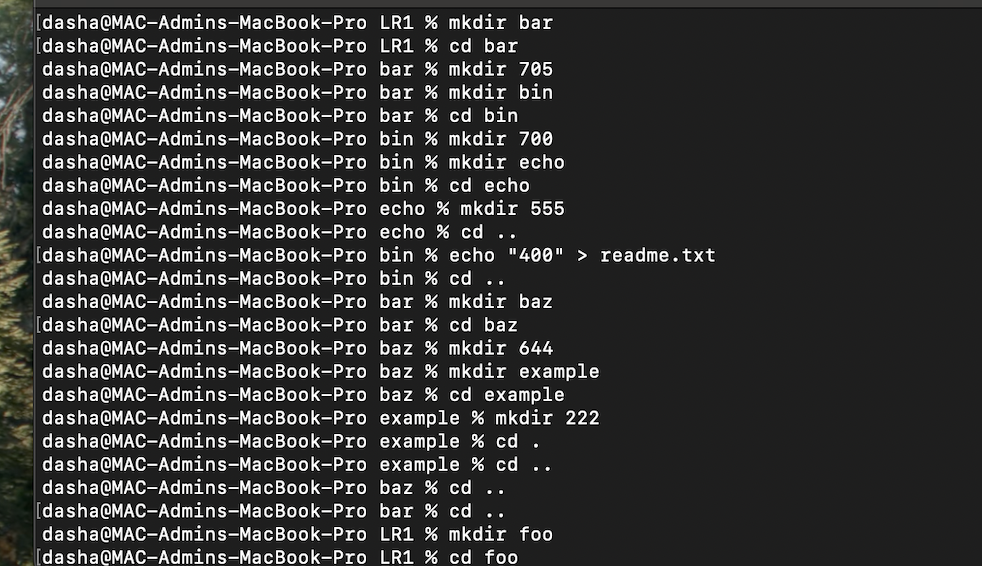 [dasha@MAC-Admins-MacBook-Pro LR1 % mkdir bar
[dasha@MAC-Admins-MacBook-Pro LR1 % cd bar
dasha@MAC-Admins-MacBook-Pro bar % mkdir 705
dasha@MAC-Admins-MacBook-Pro bar % mkdir bin
dasha@MAC-Admins-MacBook-Pro bar % cd bin
dasha@MAC-Admins-MacBook-Pro bin % mkdir 700
dasha@MAC-Admins-MacBook-Pro bin % mkdir echo
dasha@MAC-Admins-MacBook-Pro bin % cd echo
dasha@MAC-Admins-MacBook-Pro echo % mkdir 555
dasha@MAC-Admins-MacBook-Pro echo % cd ..
[dasha@MAC-Admins-MacBook-Pro bin % echo "400" > readme.txt
dasha@MAC-Admins-MacBook-Pro bin % cd ..
dasha@MAC-Admins-MacBook-Pro bar % mkdir baz
[dasha@MAC-Admins-MacBook-Pro bar % cd baz
dasha@MAC-Admins-MacBook-Pro baz % mkdir 644
dasha@MAC-Admins-MacBook-Pro baz % mkdir example
dasha@MAC-Admins-MacBook-Pro baz % cd example
dasha@MAC-Admins-MacBook-Pro example % mkdir 222
dasha@MAC-Admins-MacBook-Pro example % cd .
dasha@MAC-Admins-MacBook-Pro example % cd ..
dasha@MAC-Admins-MacBook-Pro baz % cd ..
[dasha@MAC-Admins-MacBook-Pro bar % cd ..
dasha@MAC-Admins-MacBook-Pro LR1 % mkdir foo
[dasha@MAC-Admins-MacBook-Pro LR1 % cd foo